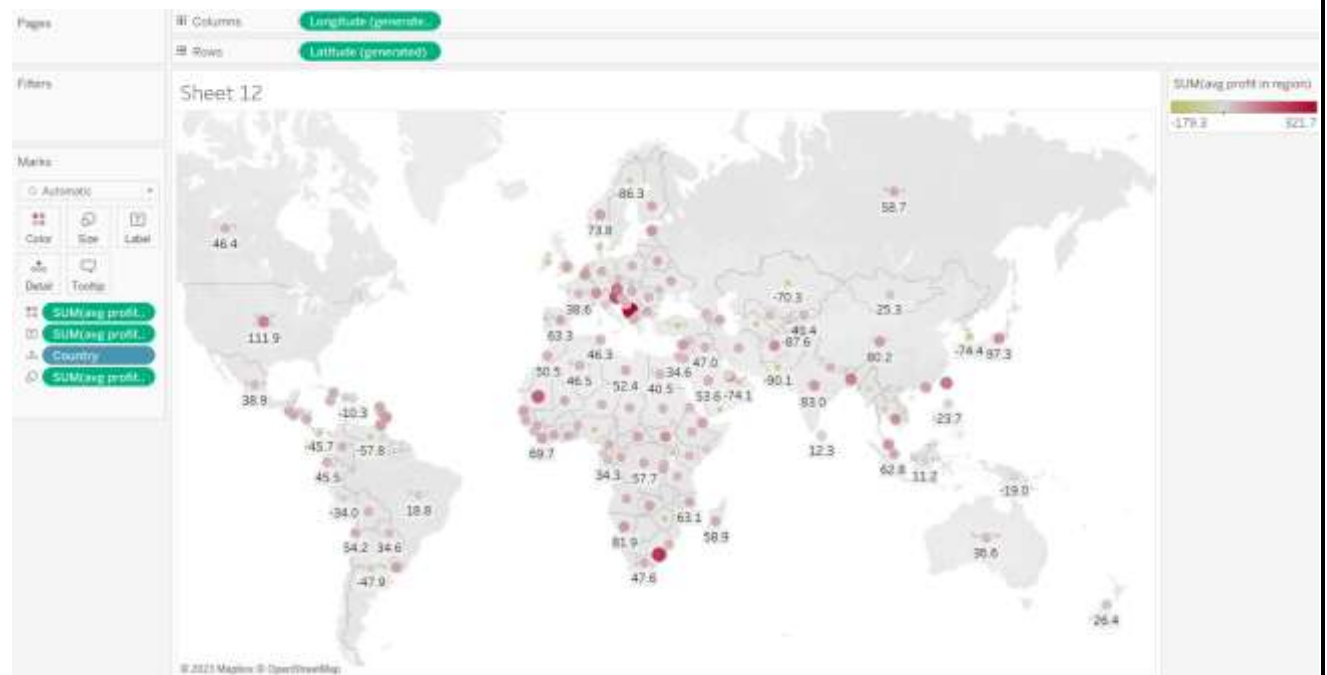 Pages
Columns
Longitude (generate..
Rows
Latitude (generated)
Filters
Sheet 12
SUM(avg profit in region)
-179.3
321.7
Marks
Automatic
Color
Size
Label
Detail
Tooltip
SUM(avg profit..
SUM(avg profit..
Country
SUM(avg profit..
-86.3
58.7
73.8
46.4
-70.3
25.3
38.6
111.9
63.3
-87.6
80.2
-74.4
97.3
46.3
47.0
50.5
46.5
52.4
40.5
34.6
53.6
-74.1
-90.1
93.0
38.9
-10.3
-23.7
-45.7
-57.8
69.7
12.3
45.5
34.3
57.7
62.8
11.2
-19.0
-34.0
18.8
63.1
54.2
34.6
81.9
58.9
38.6
-47.9
47.6
26.4
© 2023 Mapbox © OpenStreetMap